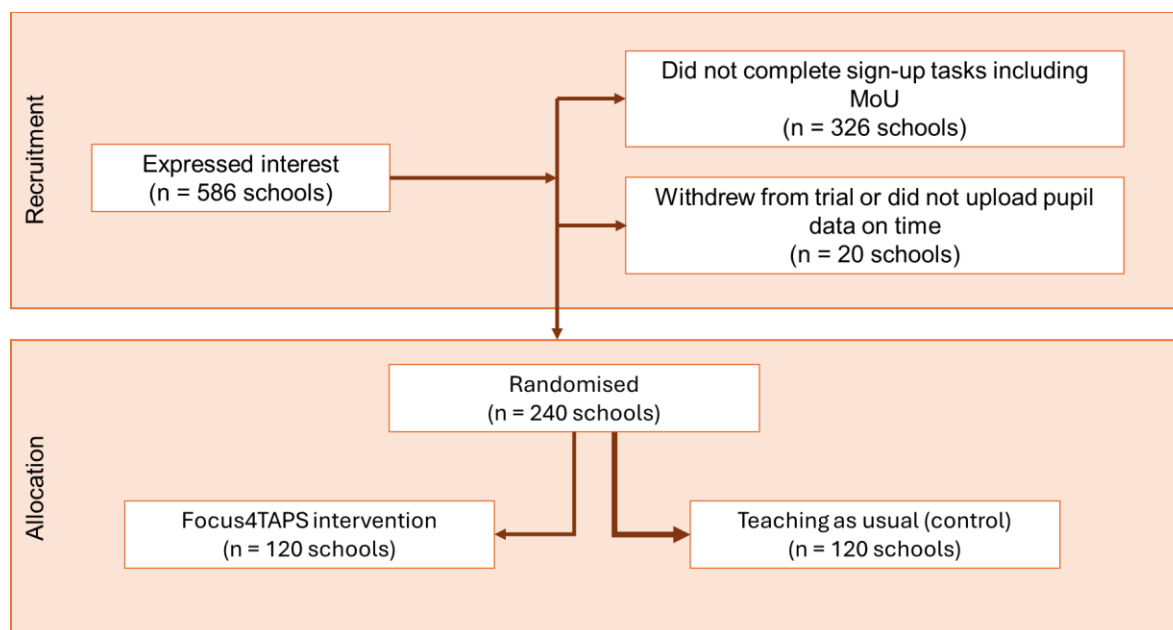 Recruitment
Expressed interest
(n = 586 schools)
Did not complete sign-up tasks including
MoU
(n = 326 schools)
Withdrew from trial or did not upload pupil
data on time
(n = 20 schools)
Allocation
Randomised
(n = 240 schools)
Focus4TAPS intervention
(n = 120 schools)
Teaching as usual (control)
(n = 120 schools)